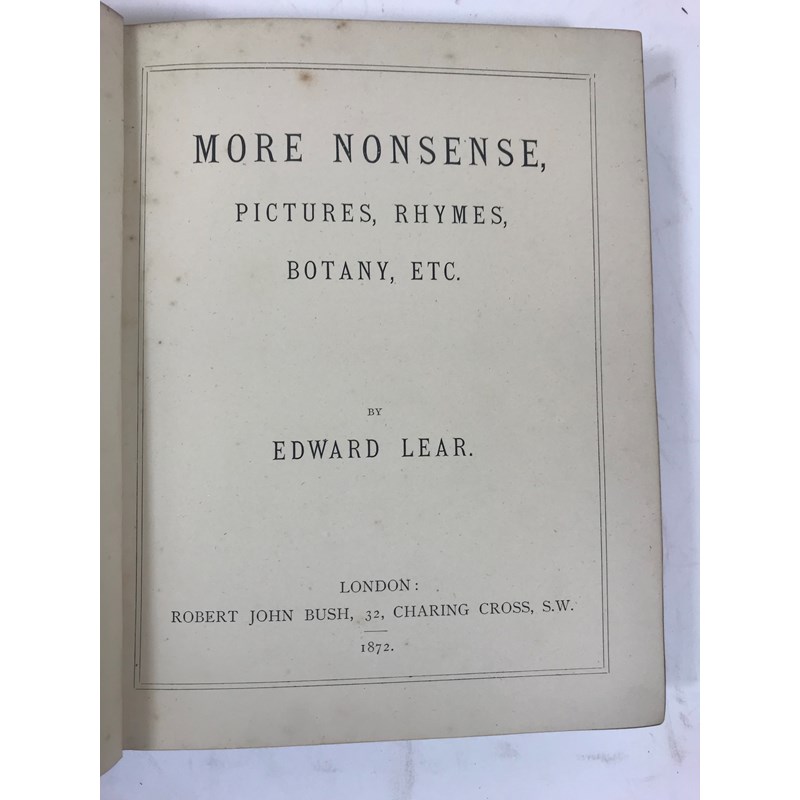 MORE NONSENSE,
PICTURES, RHYMES,
BOTANY, ETC.
BY
EDWARD LEAR.
LONDON:
ROBERT JOHN BUSH, 32, CHARING CROSS, S.W.
1872.